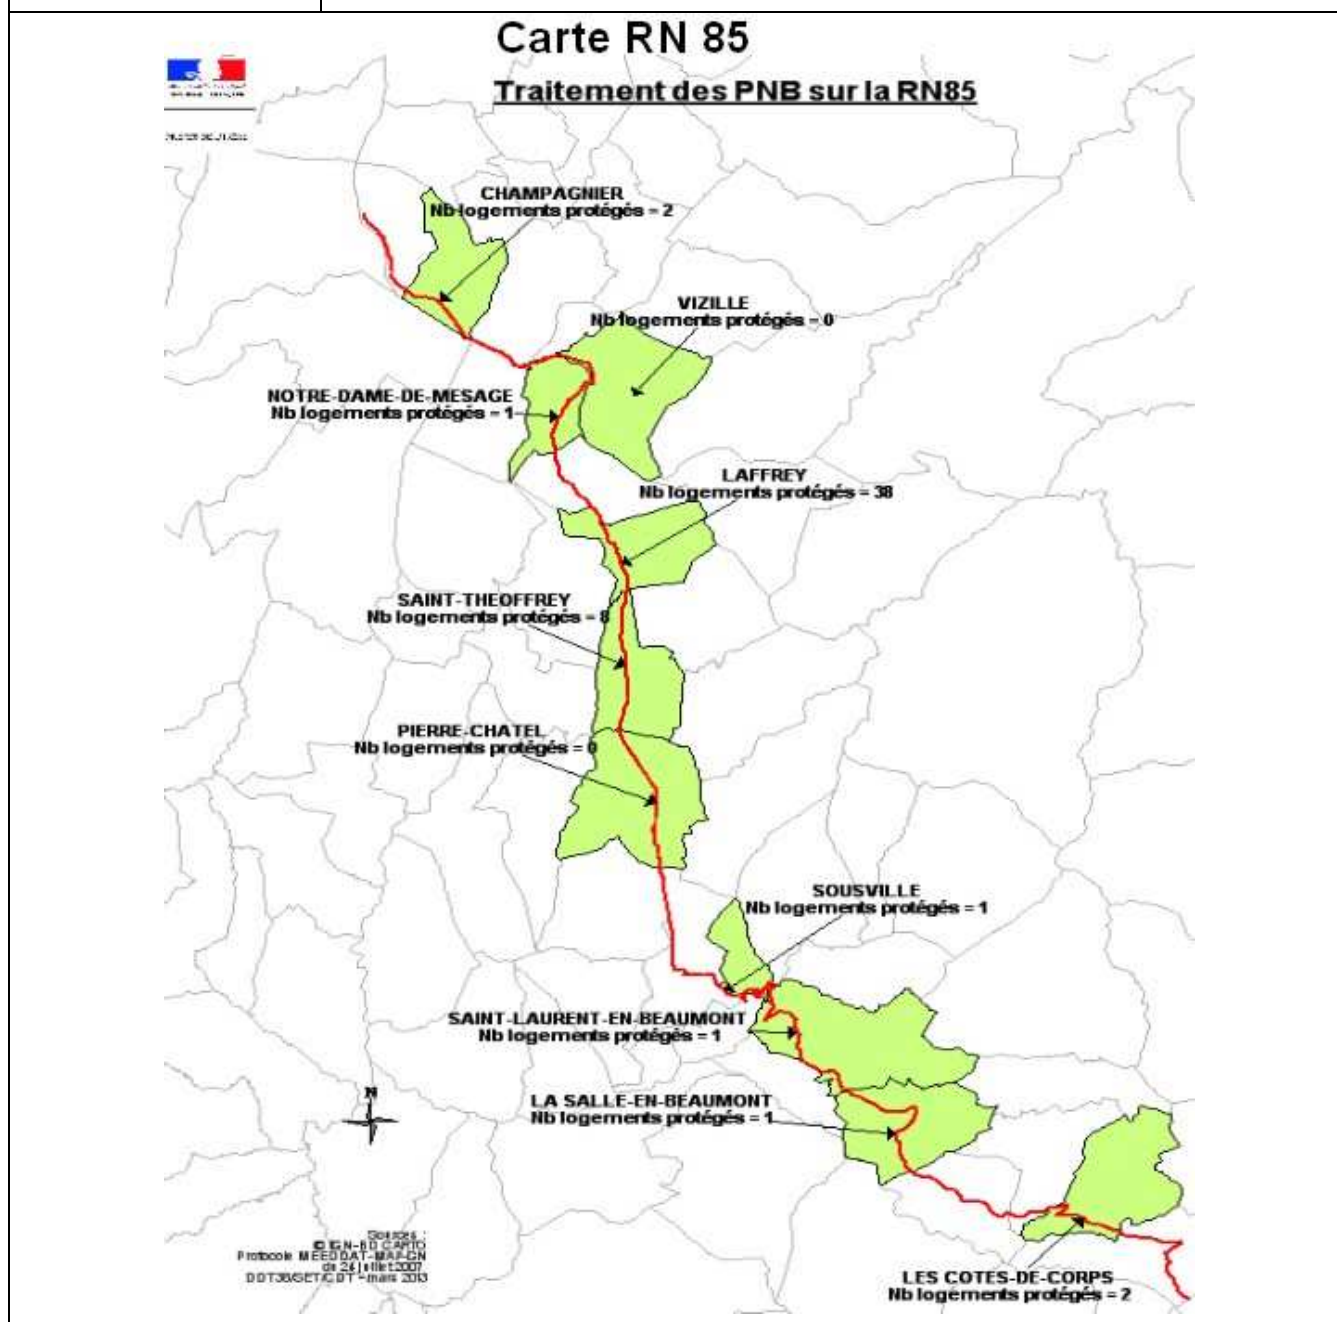 Carte RN 85
Traitement des PNB sur la RN85
CHAMPAGNIER
Nb logements protégés = 2
VIZILLE
Nb logements protégés = 0
NOTRE-DAME-DE-MESAGE
Nb logements protégés = 1
LAFFREY
Nb logements protégés = 38
SAINT-THEOFFREY
Nb logements protégés = 8
PIERRE-CHATEL
Nb logements protégés = 0
SOUSVILLE
Nb logements protégés = 1
SAINT-LAURENT-EN-BEAUMONT
Nb logements protégés = 1
LA SALLE-EN-BEAUMONT
Nb logements protégés = 1
N
Sources :
© IGN-BD CARTO
Protocole MEEDDAT-MAP-IGN
du 24 juillet 2007
DDT38/SET/CDT - mars 2013
LES COTES-DE-CORPS
Nb logements protégés = 2